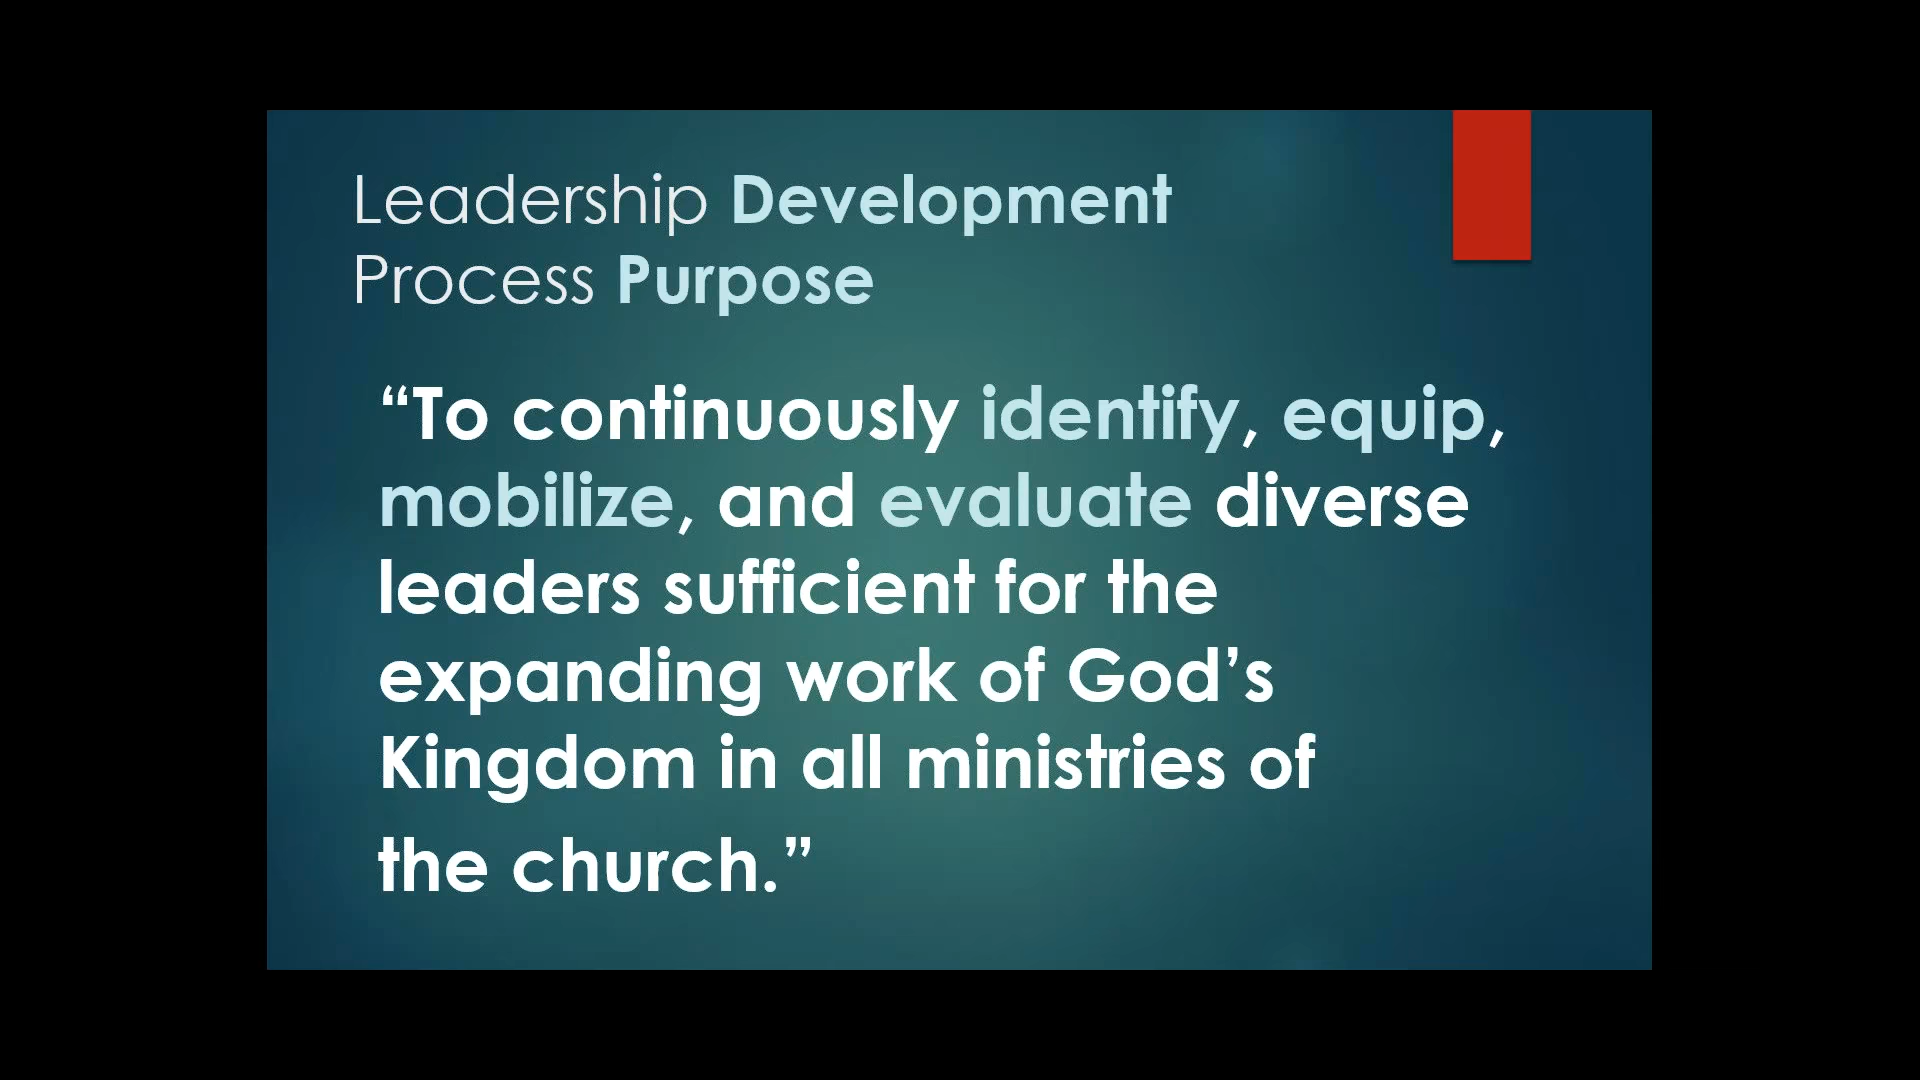 Leadership Development
Process Purpose
“To continuously identify, equip,
mobilize, and evaluate diverse
leaders sufficient for the
expanding work of God’s
Kingdom in all ministries of
the church.”